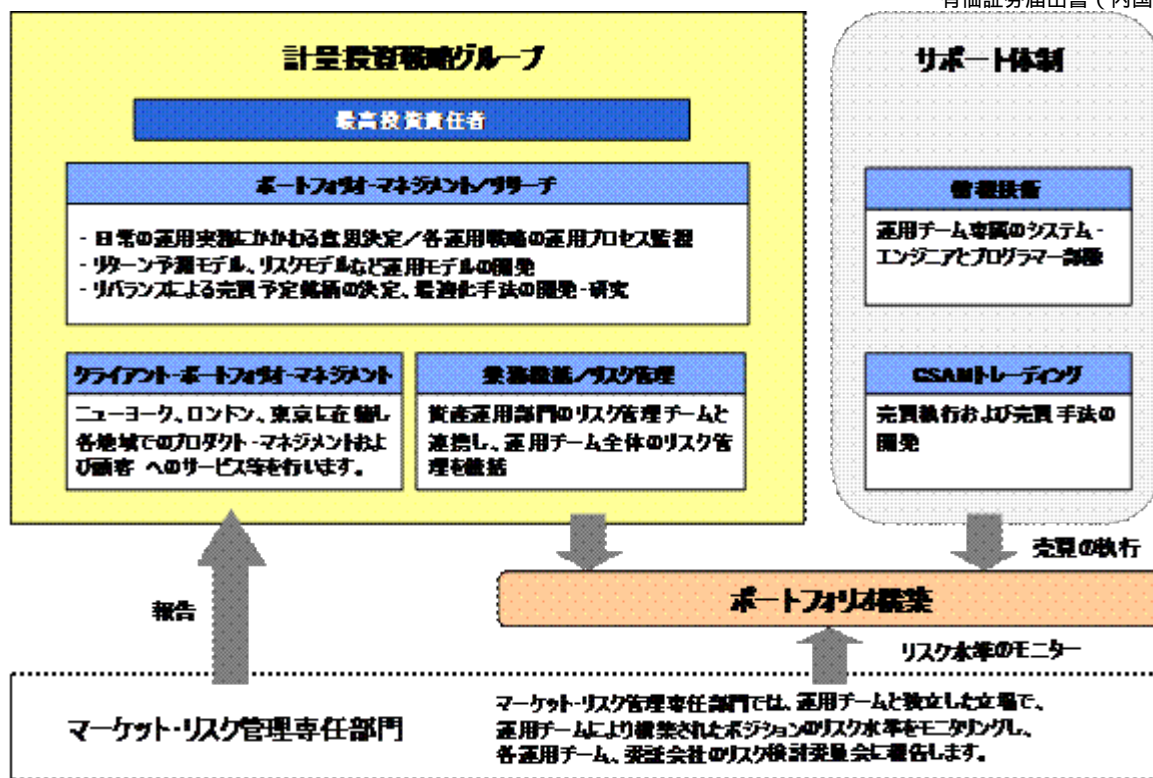 有価証券届出書（内国
計量投資戦略グループ
最高投資責任者
ポートフォリオ・マネジメント／リサーチ
- 日常の運用実務にかかわる意思決定／各運用戦略の運用プロセス監視
- リターン予測モデル、リスクモデルなど運用モデルの開発
- リバランスによる売買予定銘柄の決定、最適化手法の開発・研究
クライアント・ポートフォリオ・マネジメント
ニューヨーク、ロンドン、東京に在籍し
各地域でのプロダクト・マネジメントおよ
び顧客 へのサービス等を行います。
業務統括／リスク管理
資産運用部門のリスク管理チームと
連携し、運用チーム全体のリスク管
理を統括
サポート体制
情報技術
運用チーム専属のシステム・
エンジニアとプログラマー部隊
CSAMトレーディング
売買執行および売買手法の
開発
売買の執行
報告
ポートフォリオ構築
リスク水準のモニター
マーケット・リスク管理専任部門
マーケット・リスク管理専任部門では、運用チームと独立した立場で、
運用チームにより構築されたポジションのリスク水準をモニタリングし、
各運用チーム、委託会社のリスク検討委員会に報告します。